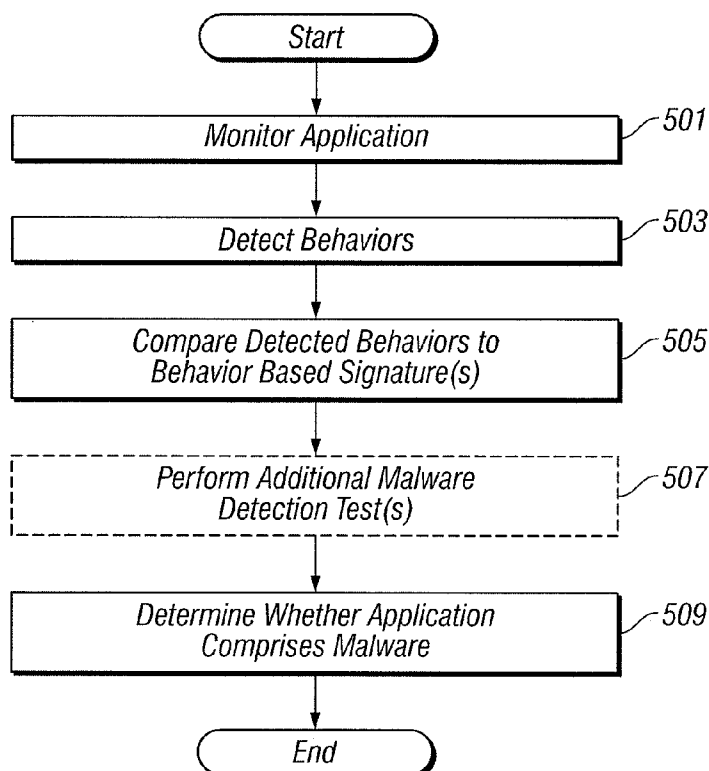 Start
Monitor Application
501
Detect Behaviors
503
Compare Detected Behaviors to
Behavior Based Signature(s)
505
Perform Additional Malware
Detection Test(s)
507
Determine Whether Application
Comprises Malware
509
End